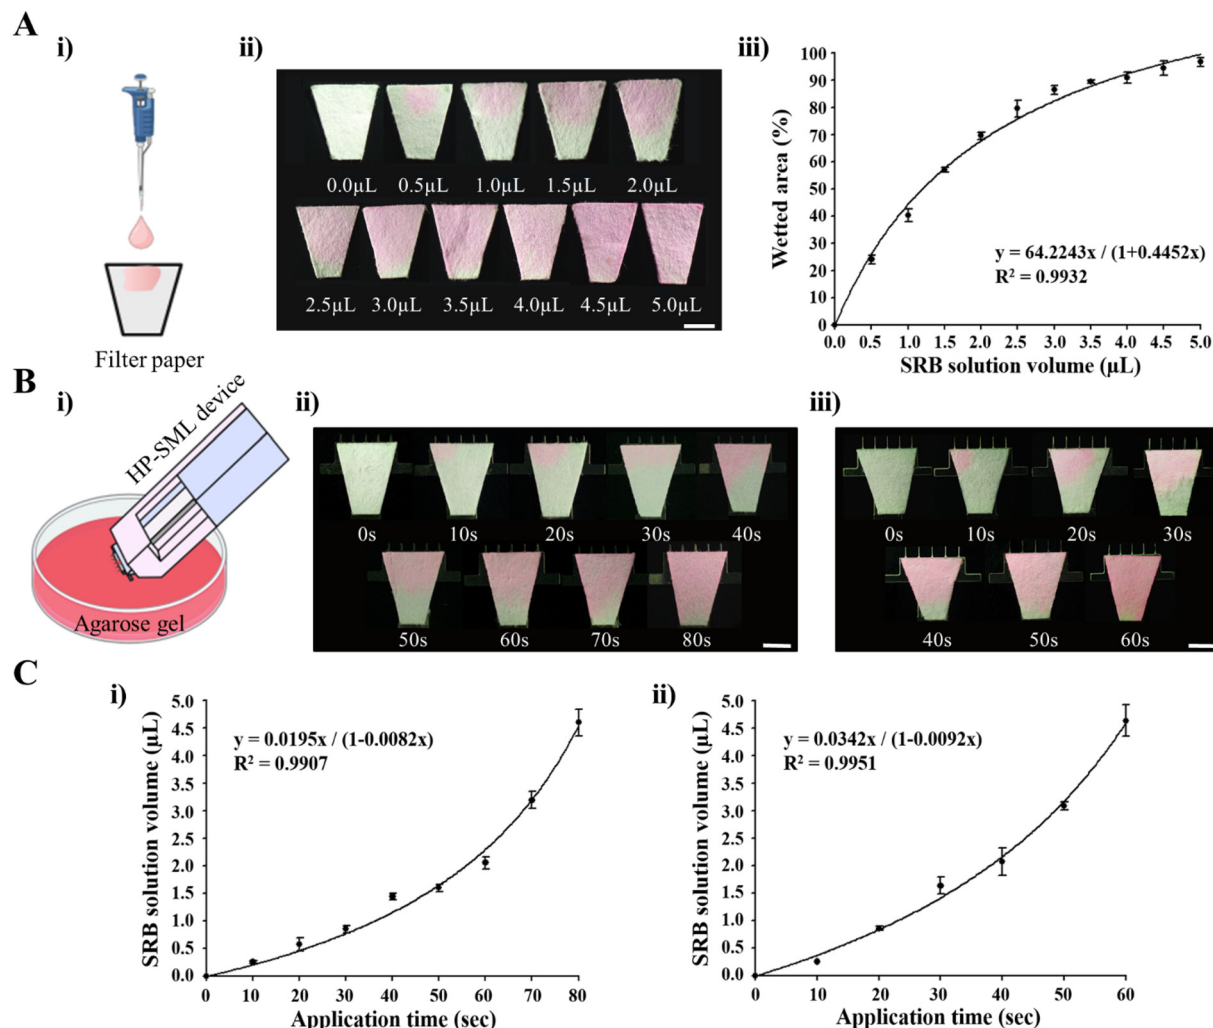 A
i)
Filter paper
ii)
0.0µL 0.5µL 1.0µL 1.5µL 2.0µL
2.5µL 3.0µL 3.5µL 4.0µL 4.5µL 5.0µL
iii)
Wetted area (%)
100
90
80
70
60
50
40
30
20
10
0
y = 64.2243x / (1+0.4452x)
R² = 0.9932
0.0 0.5 1.0 1.5 2.0 2.5 3.0 3.5 4.0 4.5 5.0
SRB solution volume (µL)
B
i)
HP-SML device
Agarose gel
ii)
0s 10s 20s 30s 40s
50s 60s 70s 80s
iii)
0s 10s 20s 30s
40s 50s 60s
C
i)
SRB solution volume (µL)
5.0
4.5
4.0
3.5
3.0
2.5
2.0
1.5
1.0
0.5
0.0
y = 0.0195x / (1-0.0082x)
R² = 0.9907
0 10 20 30 40 50 60 70 80
Application time (sec)
ii)
SRB solution volume (µL)
5.0
4.5
4.0
3.5
3.0
2.5
2.0
1.5
1.0
0.5
0.0
y = 0.0342x / (1-0.0092x)
R² = 0.9951
0 10 20 30 40 50 60
Application time (sec)